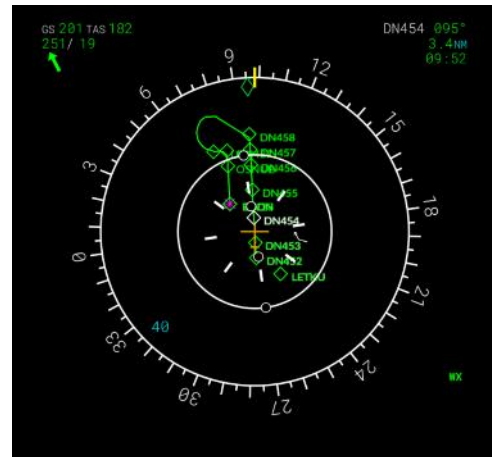 GS 201 TAS 182
251/ 19
DN454 095°
3.4NM
09:52
9
12
6
15
3
18
0
21
33
24
30
27
DN458
DN457
DN456
DN455
DN454
DN453
DN452
LETKU
40
WX